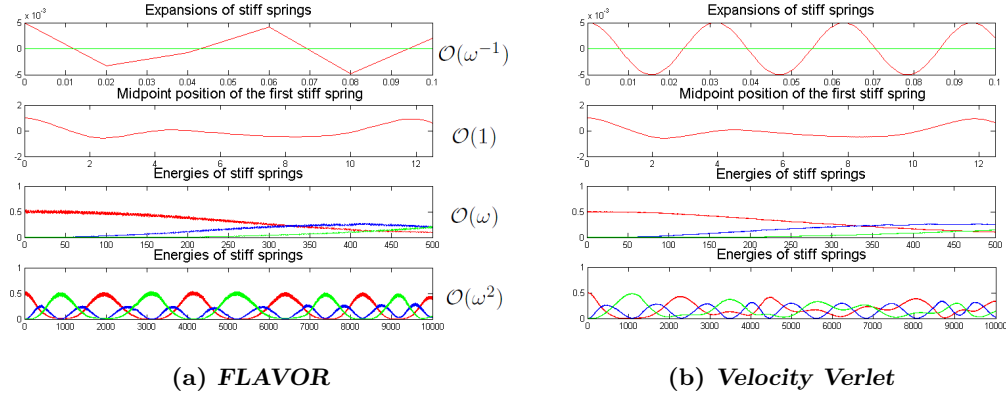 Expansions of stiff springs
5 × 10⁻³
0
-5
0 0.01 0.02 0.03 0.04 0.05 0.06 0.07 0.08 0.09 0.1
O(ω⁻¹)
Midpoint position of the first stiff spring
2
0
-2
0 2 4 6 8 10 12
O(1)
Energies of stiff springs
1
0.5
0
0 50 100 150 200 250 300 350 400 450 500
O(ω)
Energies of stiff springs
1
0.5
0
0 1000 2000 3000 4000 5000 6000 7000 8000 9000 10000
O(ω²)
(a) FLAVOR
Expansions of stiff springs
5 × 10⁻³
0
-5
0 0.01 0.02 0.03 0.04 0.05 0.06 0.07 0.08 0.09 0.1
Midpoint position of the first stiff spring
2
0
-2
0 2 4 6 8 10 12
Energies of stiff springs
1
0.5
0
0 50 100 150 200 250 300 350 400 450 500
Energies of stiff springs
1
0.5
0
0 1000 2000 3000 4000 5000 6000 7000 8000 9000 10000
(b) Velocity Verlet